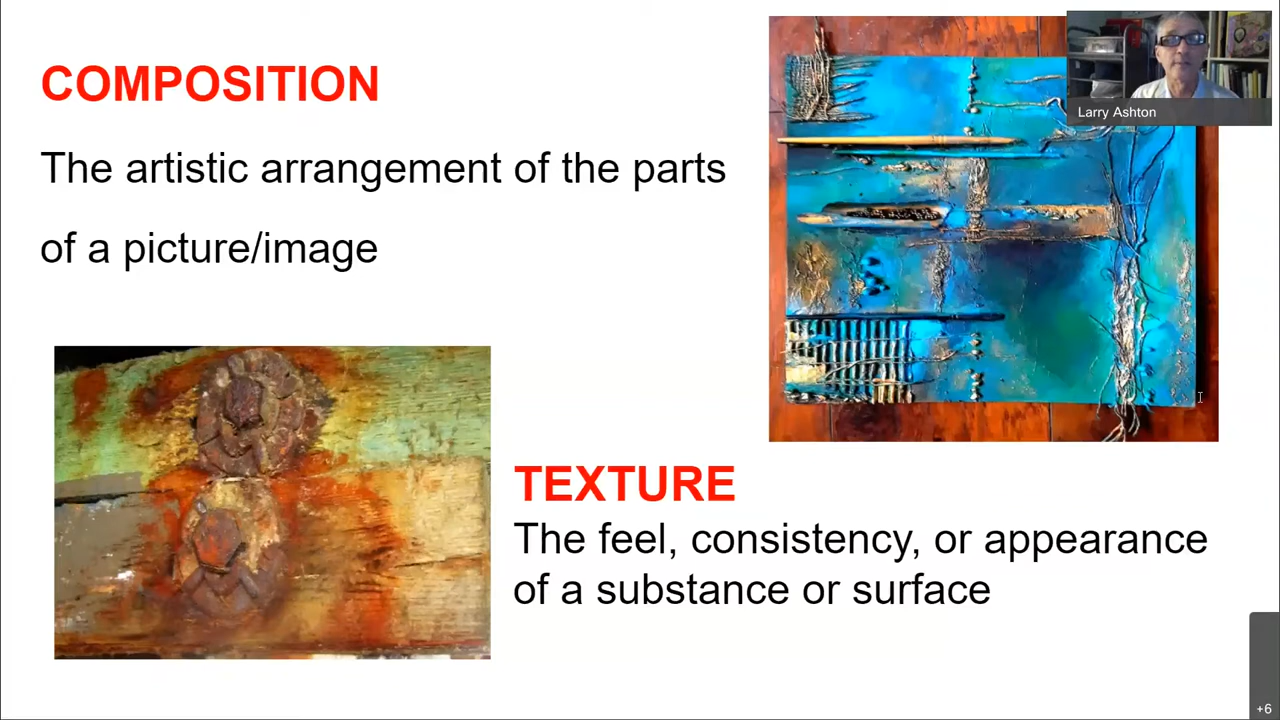 COMPOSITION
The artistic arrangement of the parts
of a picture/image
Larry Ashton
TEXTURE
The feel, consistency, or appearance
of a substance or surface
+6